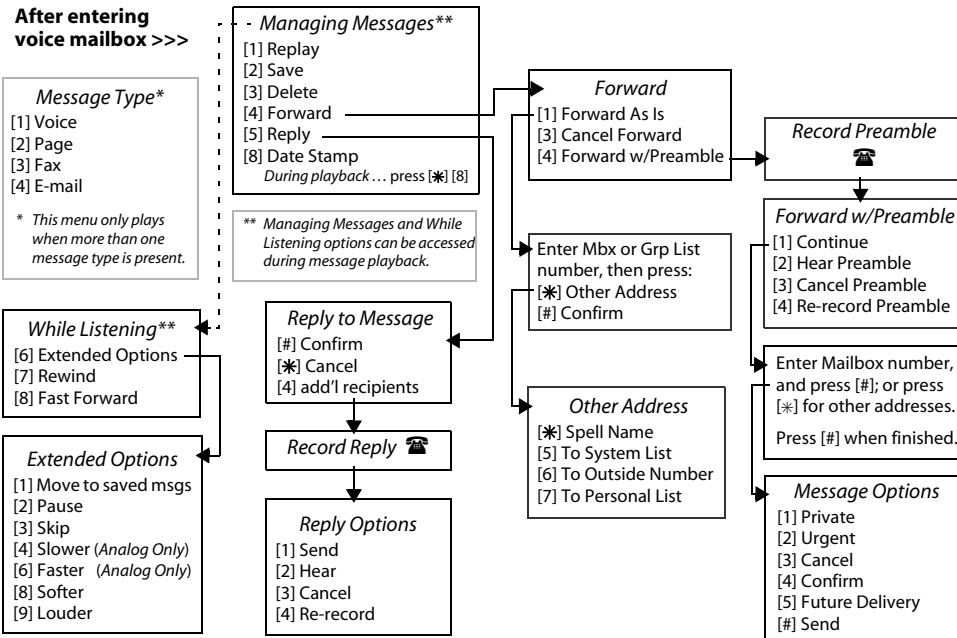 After entering
voice mailbox >>>
Message Type*
[1] Voice
[2] Page
[3] Fax
[4] E-mail
* This menu only plays
when more than one
message type is present.
Managing Messages**
[1] Replay
[2] Save
[3] Delete
[4] Forward
[5] Reply
[8] Date Stamp
During playback … press [✱] [8]
** Managing Messages and While
Listening options can be accessed
during message playback.
While Listening**
[6] Extended Options
[7] Rewind
[8] Fast Forward
Extended Options
[1] Move to saved msgs
[2] Pause
[3] Skip
[4] Slower (Analog Only)
[6] Faster (Analog Only)
[8] Softer
[9] Louder
Reply to Message
[#] Confirm
[✱] Cancel
[4] add'l recipients
Record Reply ☎
Reply Options
[1] Send
[2] Hear
[3] Cancel
[4] Re-record
Forward
[1] Forward As Is
[3] Cancel Forward
[4] Forward w/Preamble
Enter Mbx or Grp List
number, then press:
[✱] Other Address
[#] Confirm
Other Address
[✱] Spell Name
[5] To System List
[6] To Outside Number
[7] To Personal List
Record Preamble
☎
Forward w/Preamble
[1] Continue
[2] Hear Preamble
[3] Cancel Preamble
[4] Re-record Preamble
Enter Mailbox number,
and press [#]; or press
[✳] for other addresses.
Press [#] when finished.
Message Options
[1] Private
[2] Urgent
[3] Cancel
[4] Confirm
[5] Future Delivery
[#] Send